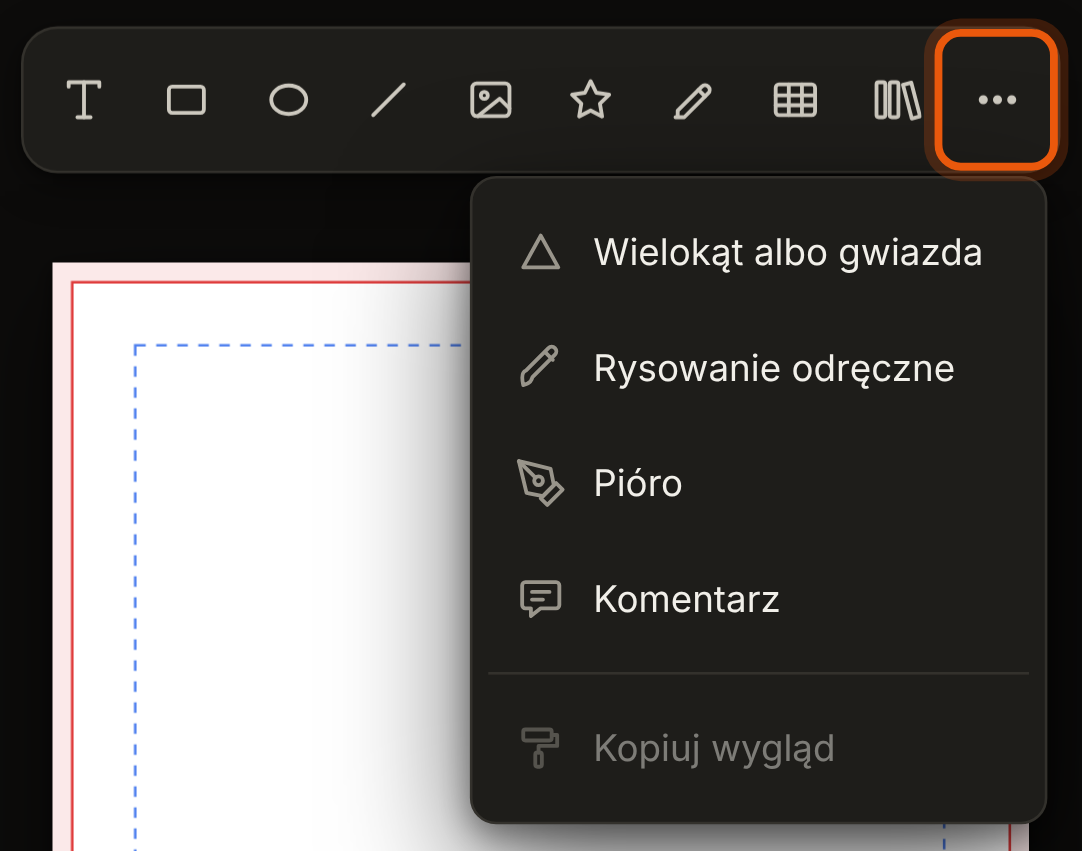 Wielokąt albo gwiazda
Rysowanie odręczne
Pióro
Komentarz
Kopiuj wygląd